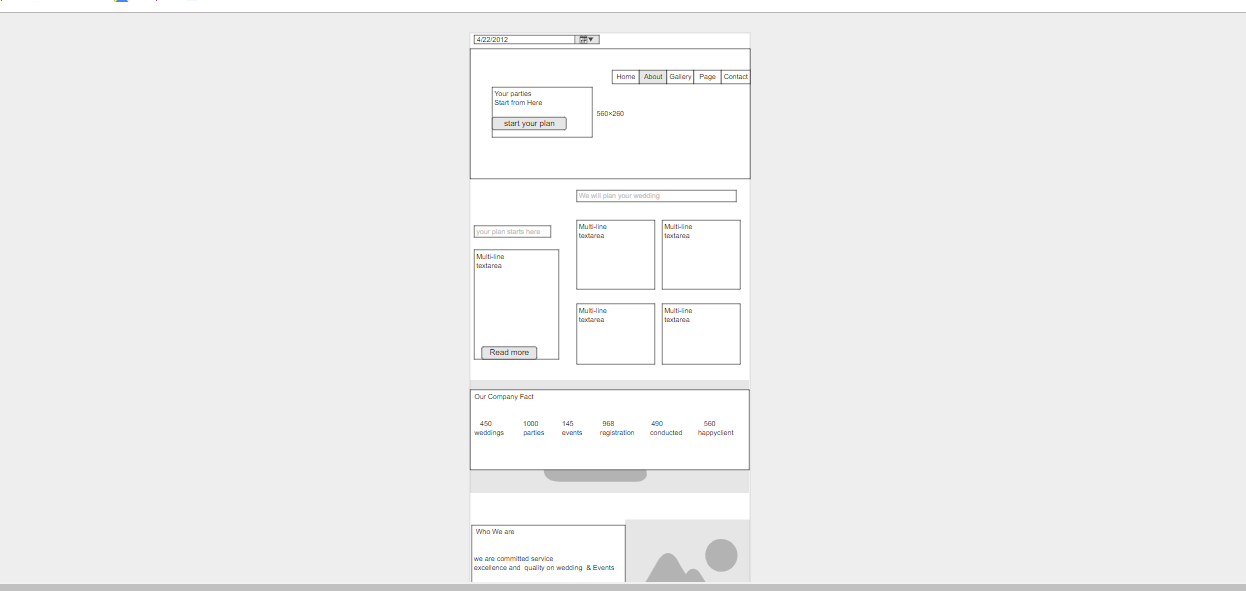 4/22/2012
Home About Gallery Page Contact
Your parties
Start from Here
start your plan
560×260
We will plan your wedding
your plan starts here
Multi-line
textarea
Read more
Multi-line
textarea
Multi-line
textarea
Multi-line
textarea
Multi-line
textarea
Our Company Fact
450 1000 145 968 490 560
weddings parties events registration conducted happyclient
Who We are
we are committed service
excellence and quality on wedding & Events